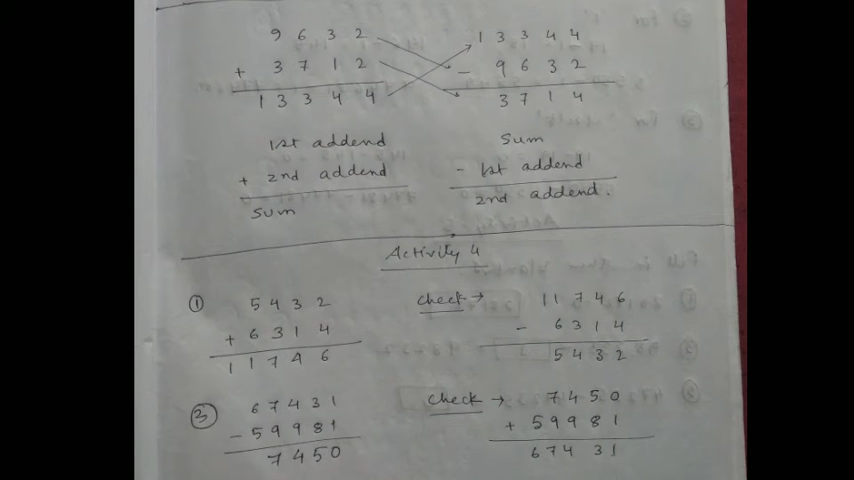 9 6 3 2
+ 3 7 1 2
1 3 3 4 4
1 3 3 4 4
- 9 6 3 2
3 7 1 4
1st addend
+ 2nd addend
Sum
Sum
- 1st addend
2nd addend.
Activity 4
① 5 4 3 2
+ 6 3 1 4
1 1 7 4 6
Check → 1 1 7 4 6
- 6 3 1 4
5 4 3 2
③ 6 7 4 3 1
- 5 9 9 8 1
7 4 5 0
Check → 7 4 5 0
+ 5 9 9 8 1
6 7 4 3 1